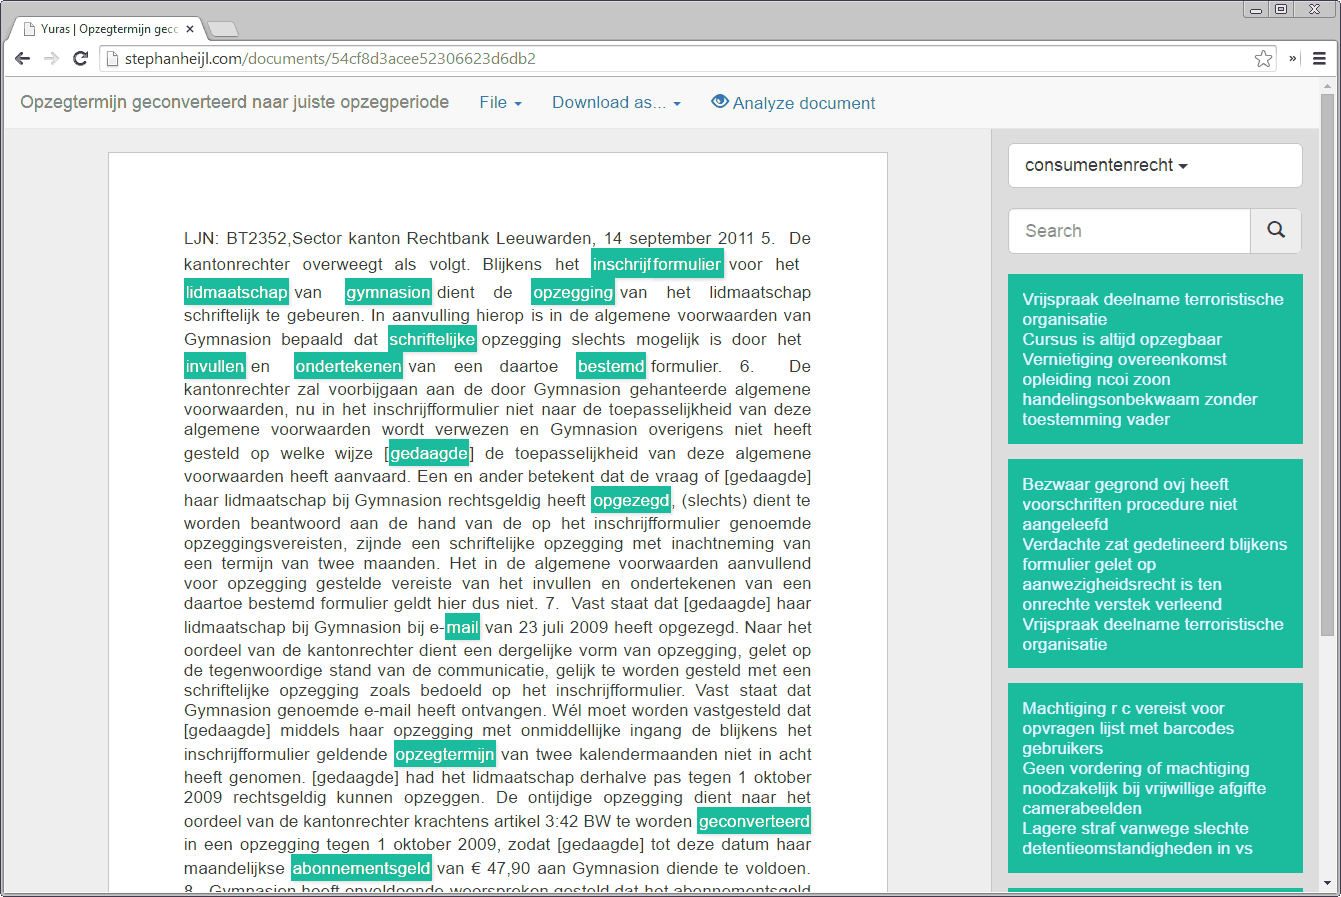 Yuras | Opzegtermijn gecc
stephanheijl.com/documents/54cf8d3acee52306623d6db2
»
Opzegtermijn geconverteerd naar juiste opzegperiode File Download as... Analyze document
LJN: BT2352,Sector kanton Rechtbank Leeuwarden, 14 september 2011 5. De
kantonrechter overweegt als volgt. Blijkens het inschrijfformulier voor het
lidmaatschap van gymnasion dient de opzegging van het lidmaatschap
schriftelijk te gebeuren. In aanvulling hierop is in de algemene voorwaarden van
Gymnasion bepaald dat schriftelijke opzegging slechts mogelijk is door het
invullen en ondertekenen van een daartoe bestemd formulier. 6. De
kantonrechter zal voorbijgaan aan de door Gymnasion gehanteerde algemene
voorwaarden, nu in het inschrijfformulier niet naar de toepasselijkheid van deze
algemene voorwaarden wordt verwezen en Gymnasion overigens niet heeft
gesteld op welke wijze [gedaagde] de toepasselijkheid van deze algemene
voorwaarden heeft aanvaard. Een en ander betekent dat de vraag of [gedaagde]
haar lidmaatschap bij Gymnasion rechtsgeldig heeft opgezegd, (slechts) dient te
worden beantwoord aan de hand van de op het inschrijfformulier genoemde
opzeggingsvereisten, zijnde een schriftelijke opzegging met inachtneming van
een termijn van twee maanden. Het in de algemene voorwaarden aanvullend
voor opzegging gestelde vereiste van het invullen en ondertekenen van een
daartoe bestemd formulier geldt hier dus niet. 7. Vast staat dat [gedaagde] haar
lidmaatschap bij Gymnasion bij e-mail van 23 juli 2009 heeft opgezegd. Naar het
oordeel van de kantonrechter dient een dergelijke vorm van opzegging, gelet op
de tegenwoordige stand van de communicatie, gelijk te worden gesteld met een
schriftelijke opzegging zoals bedoeld op het inschrijfformulier. Vast staat dat
Gymnasion genoemde e-mail heeft ontvangen. Wél moet worden vastgesteld dat
[gedaagde] middels haar opzegging met onmiddellijke ingang de blijkens het
inschrijfformulier geldende opzegtermijn van twee kalendermaanden niet in acht
heeft genomen. [gedaagde] had het lidmaatschap derhalve pas tegen 1 oktober
2009 rechtsgeldig kunnen opzeggen. De ontijdige opzegging dient naar het
oordeel van de kantonrechter krachtens artikel 3:42 BW te worden geconverteerd
in een opzegging tegen 1 oktober 2009, zodat [gedaagde] tot deze datum haar
maandelijkse abonnementsgeld van € 47,90 aan Gymnasion diende te voldoen.
8. Gymnasion heeft onvoldoende weersproken gesteld dat het abonnementsgeld
consumentenrecht
Search
Vrijspraak deelname terroristische
organisatie
Cursus is altijd opzegbaar
Vernietiging overeenkomst
opleiding ncoi zoon
handelingsonbekwaam zonder
toestemming vader
Bezwaar gegrond ovj heeft
voorschriften procedure niet
aangeleefd
Verdachte zat gedetineerd blijkens
formulier gelet op
aanwezigheidsrecht is ten
onrechte verstek verleend
Vrijspraak deelname terroristische
organisatie
Machtiging r c vereist voor
opvragen lijst met barcodes
gebruikers
Geen vordering of machtiging
noodzakelijk bij vrijwillige afgifte
camerabeelden
Lagere straf vanwege slechte
detentieomstandigheden in vs